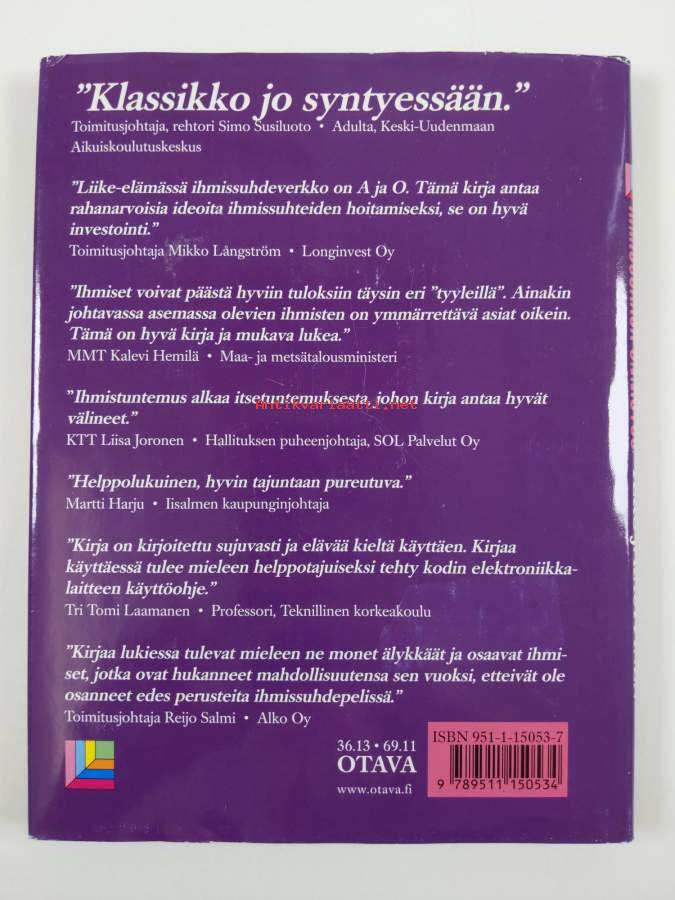 "Klassikko jo syntyessään."
Toimitusjohtaja, rehtori Simo Susiluoto • Adulta, Keski-Uudenmaan
Aikuiskoulutuskeskus
"Liike-elämässä ihmissuhdeverkko on A ja O. Tämä kirja antaa
rahanarvoisia ideoita ihmissuhteiden hoitamiseksi, se on hyvä
investointi."
Toimitusjohtaja Mikko Långström • Longinvest Oy
"Ihmiset voivat päästä hyviin tuloksiin täysin eri "tyyleillä". Ainakin
johtavassa asemassa olevien ihmisten on ymmärrettävä asiat oikein.
Tämä on hyvä kirja ja mukava lukea."
MMT Kalevi Hemilä • Maa- ja metsätalousministeri
"Ihmistuntemus alkaa itsetuntemuksesta, johon kirja antaa hyvät
välineet."
Antikvariaatti.net
KTT Liisa Joronen • Hallituksen puheenjohtaja, SOL Palvelut Oy
"Helppolukuinen, hyvin tajuntaan pureutuva."
Martti Harju • Iisalmen kaupunginjohtaja
"Kirja on kirjoitettu sujuvasti ja elävää kieltä käyttäen. Kirjaa
käyttäessä tulee mieleen helppotajuiseksi tehty kodin elektroniikka-
laitteen käyttöohje."
Tri Tomi Laamanen • Professori, Teknillinen korkeakoulu
"Kirjaa lukiessa tulevat mieleen ne monet älykkäät ja osaavat ihmi-
set, jotka ovat hukanneet mahdollisuutensa sen vuoksi, etteivät ole
osanneet edes perusteita ihmissuhdepelissä."
Toimitusjohtaja Reijo Salmi • Alko Oy
36.13 • 69.11
OTAVA
www.otava.fi
ISBN 951-1-15053-7
9 789511 150534